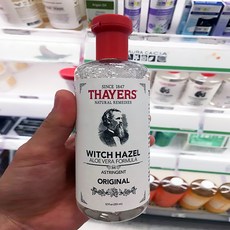 SINCE 1847
THAYERS
NATURAL REMEDIES
WITCH HAZEL
ALOE VERA FORMULA
ASTRINGENT
ORIGINAL